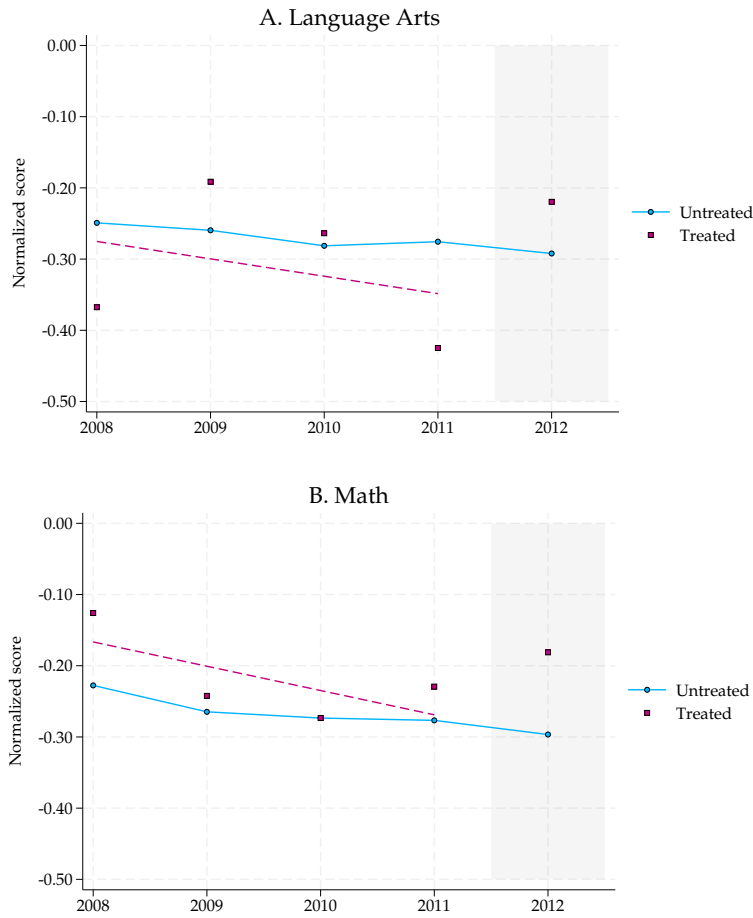 A. Language Arts
0.00
-0.10
-0.20
-0.30
-0.40
-0.50
Normalized score
2008
2009
2010
2011
2012
Untreated
Treated
B. Math
0.00
-0.10
-0.20
-0.30
-0.40
-0.50
Normalized score
2008
2009
2010
2011
2012
Untreated
Treated